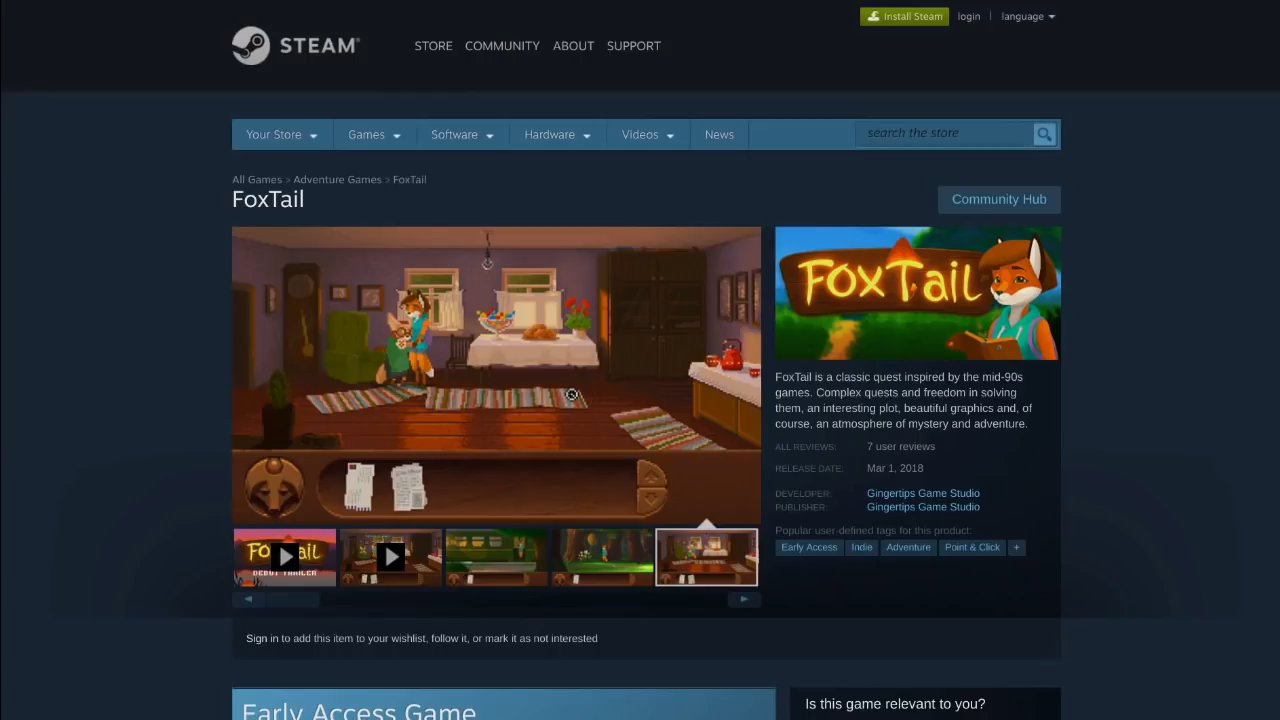 Install Steam
login
language
STEAM
STORE
COMMUNITY
ABOUT
SUPPORT
Your Store
Games
Software
Hardware
Videos
News
search the store
All Games > Adventure Games > FoxTail
FoxTail
Community Hub
FOXTAIL
FoxTail is a classic quest inspired by the mid-90s
games. Complex quests and freedom in solving
them, an interesting plot, beautiful graphics and, of
course, an atmosphere of mystery and adventure.
ALL REVIEWS: 7 user reviews
RELEASE DATE: Mar 1, 2018
DEVELOPER: Gingertips Game Studio
PUBLISHER: Gingertips Game Studio
Popular user-defined tags for this product:
Early Access Indie Adventure Point & Click +
FOXTAIL
DEBUT TRAILER
Sign in to add this item to your wishlist, follow it, or mark it as not interested
Early Access Game
Is this game relevant to you?